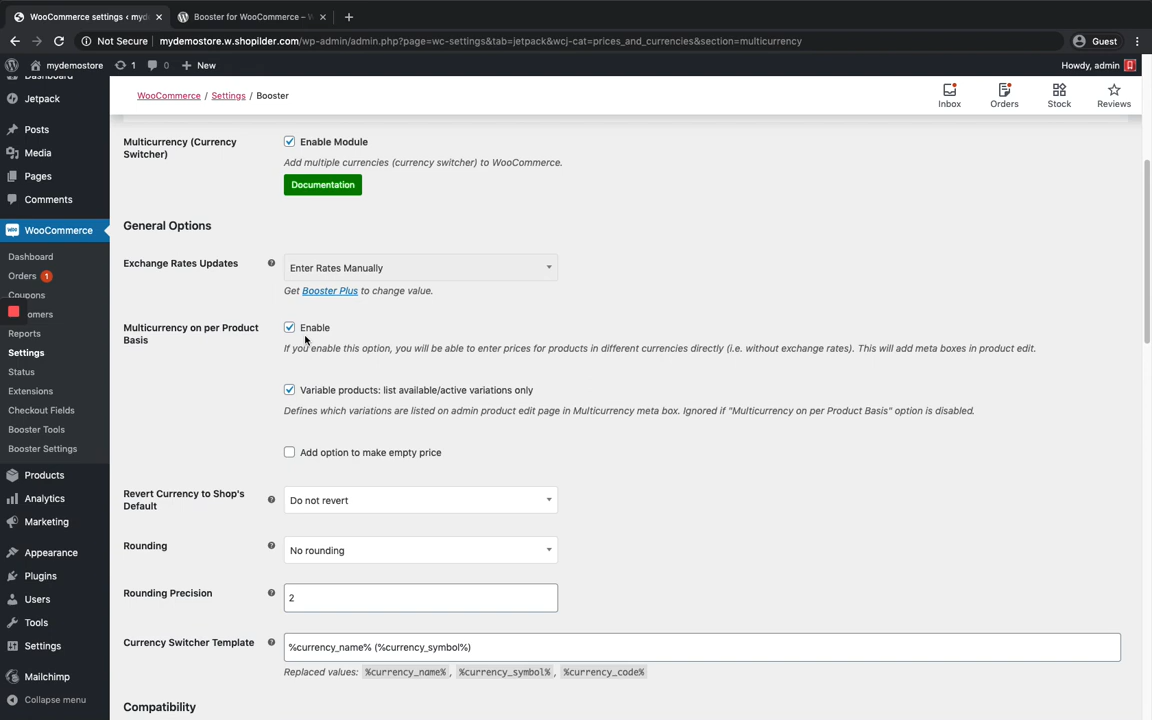 WooCommerce settings ‹ myde
Booster for WooCommerce –
Not Secure mydemostore.w.shopilder.com/wp-admin/admin.php?page=wc-settings&tab=jetpack&wcj-cat=prices_and_currencies&section=multicurrency
Guest
mydemostore 1 0 New
Howdy, admin
Dashboard
Jetpack
Posts
Media
Pages
Comments
WooCommerce
Dashboard
Orders 1
Coupons
omers
Reports
Settings
Status
Extensions
Checkout Fields
Booster Tools
Booster Settings
Products
Analytics
Marketing
Appearance
Plugins
Users
Tools
Settings
Mailchimp
Collapse menu
WooCommerce / Settings / Booster
Inbox Orders Stock Reviews
Multicurrency (Currency
Switcher)
Enable Module
Add multiple currencies (currency switcher) to WooCommerce.
Documentation
General Options
Exchange Rates Updates
Enter Rates Manually
Get Booster Plus to change value.
Multicurrency on per Product
Basis
Enable
If you enable this option, you will be able to enter prices for products in different currencies directly (i.e. without exchange rates). This will add meta boxes in product edit.
Variable products: list available/active variations only
Defines which variations are listed on admin product edit page in Multicurrency meta box. Ignored if "Multicurrency on per Product Basis" option is disabled.
Add option to make empty price
Revert Currency to Shop's
Default
Do not revert
Rounding
No rounding
Rounding Precision
2
Currency Switcher Template
%currency_name% (%currency_symbol%)
Replaced values: %currency_name% , %currency_symbol% , %currency_code%
Compatibility